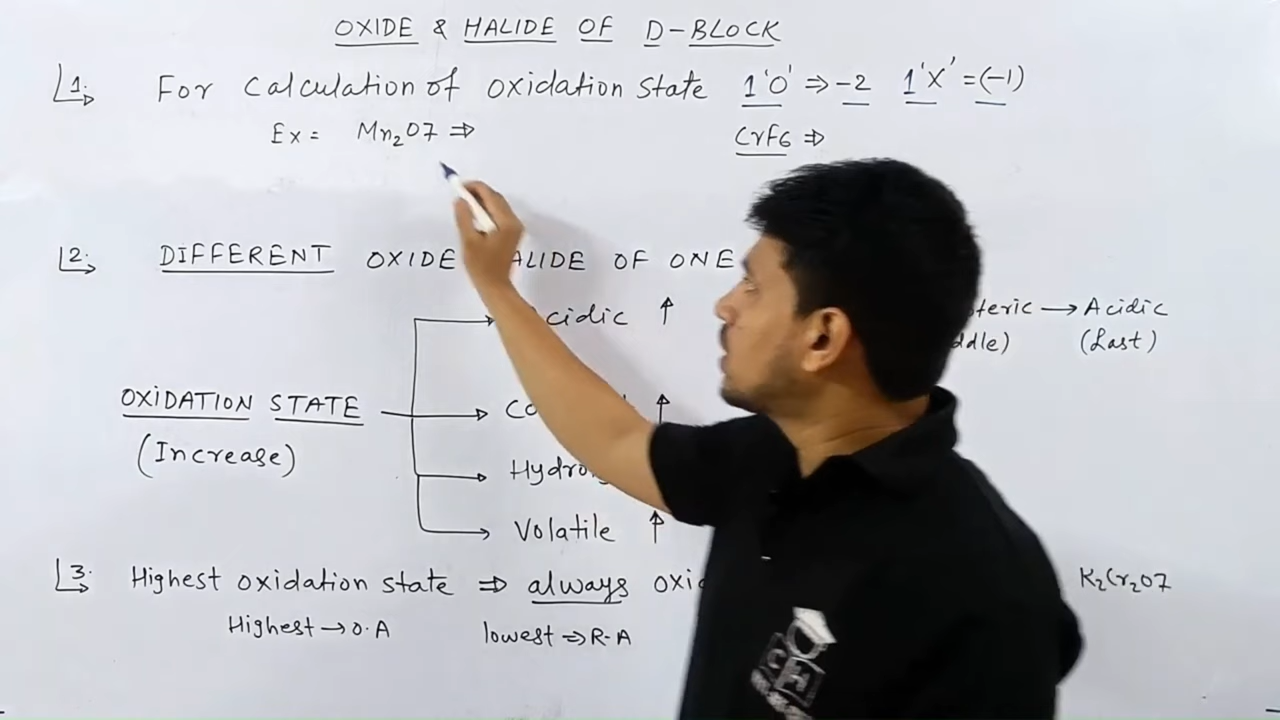 OXIDE & HALIDE OF D-BLOCK
1. For Calculation of oxidation State 1'O' ⇒ -2 1'X' = (-1)
Ex = Mn₂O7 ⇒ CrF6 ⇒
2. DIFFERENT OXIDE ALIDE OF ONE
cidic ↑ teric → Acidic
ddle) (Last)
OXIDATION STATE
(Increase)
Co ↑
Hydroly
Volatile ↑
3. Highest oxidation state ⇒ always oxi K₂Cr₂O7
Highest → O.A lowest ⇒ R-A